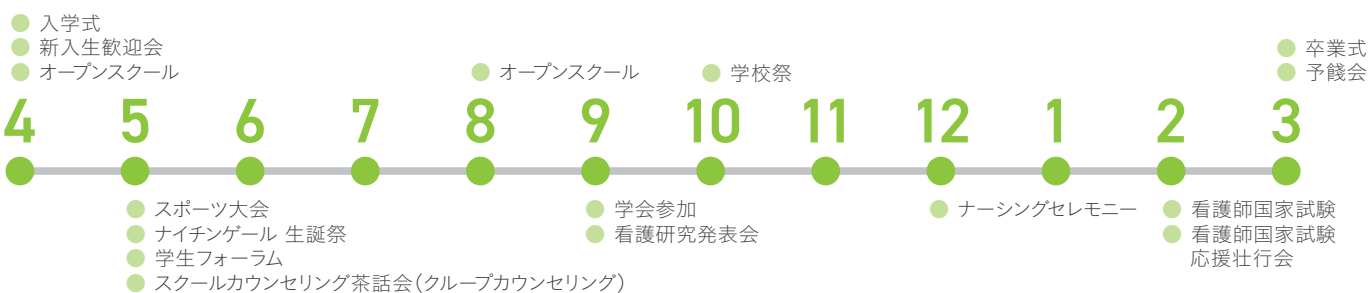 入学式
新入生歓迎会
オープンスクール
オープンスクール
学校祭
卒業式
予餞会
4 5 6 7 8 9 10 11 12 1 2 3
スポーツ大会
ナイチンゲール 生誕祭
学生フォーラム
スクールカウンセリング茶話会(クループカウンセリング)
学会参加
看護研究発表会
ナーシングセレモニー
看護師国家試験
看護師国家試験
応援壮行会